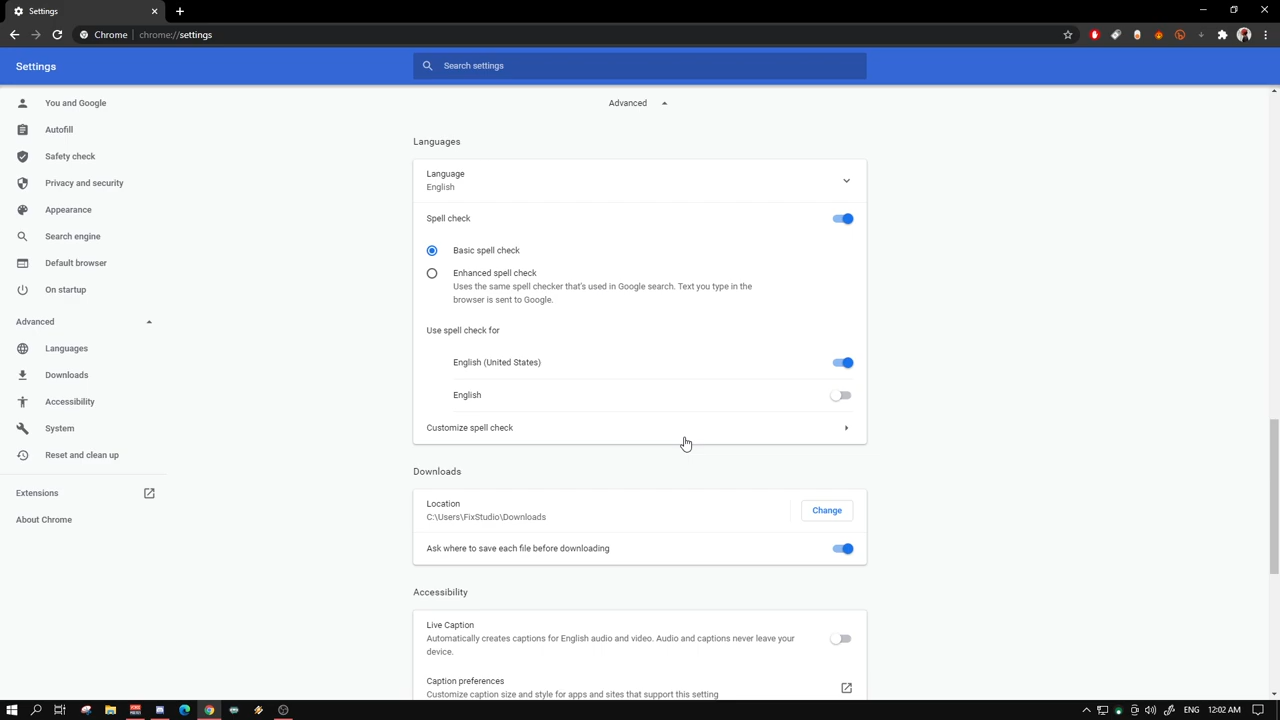 Settings
Chrome | chrome://settings
Settings
Search settings
You and Google
Autofill
Safety check
Privacy and security
Appearance
Search engine
Default browser
On startup
Advanced
Languages
Downloads
Accessibility
System
Reset and clean up
Extensions
About Chrome
Advanced
Languages
Language
English
Spell check
Basic spell check
Enhanced spell check
Uses the same spell checker that's used in Google search. Text you type in the
browser is sent to Google.
Use spell check for
English (United States)
English
Customize spell check
Downloads
Location
C:\Users\FixStudio\Downloads
Change
Ask where to save each file before downloading
Accessibility
Live Caption
Automatically creates captions for English audio and video. Audio and captions never leave your
device.
Caption preferences
Customize caption size and style for apps and sites that support this setting
ENG 12:02 AM